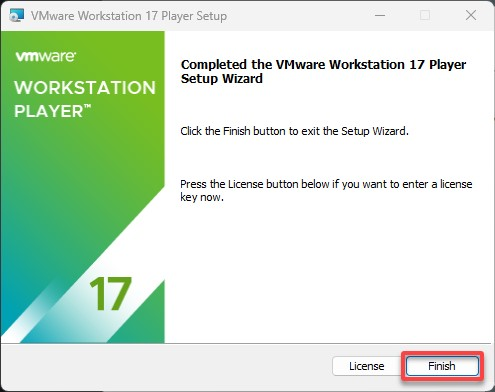 VMware Workstation 17 Player Setup
vmware
WORKSTATION
PLAYER™
17
Completed the VMware Workstation 17 Player
Setup Wizard
Click the Finish button to exit the Setup Wizard.
Press the License button below if you want to enter a license
key now.
License
Finish